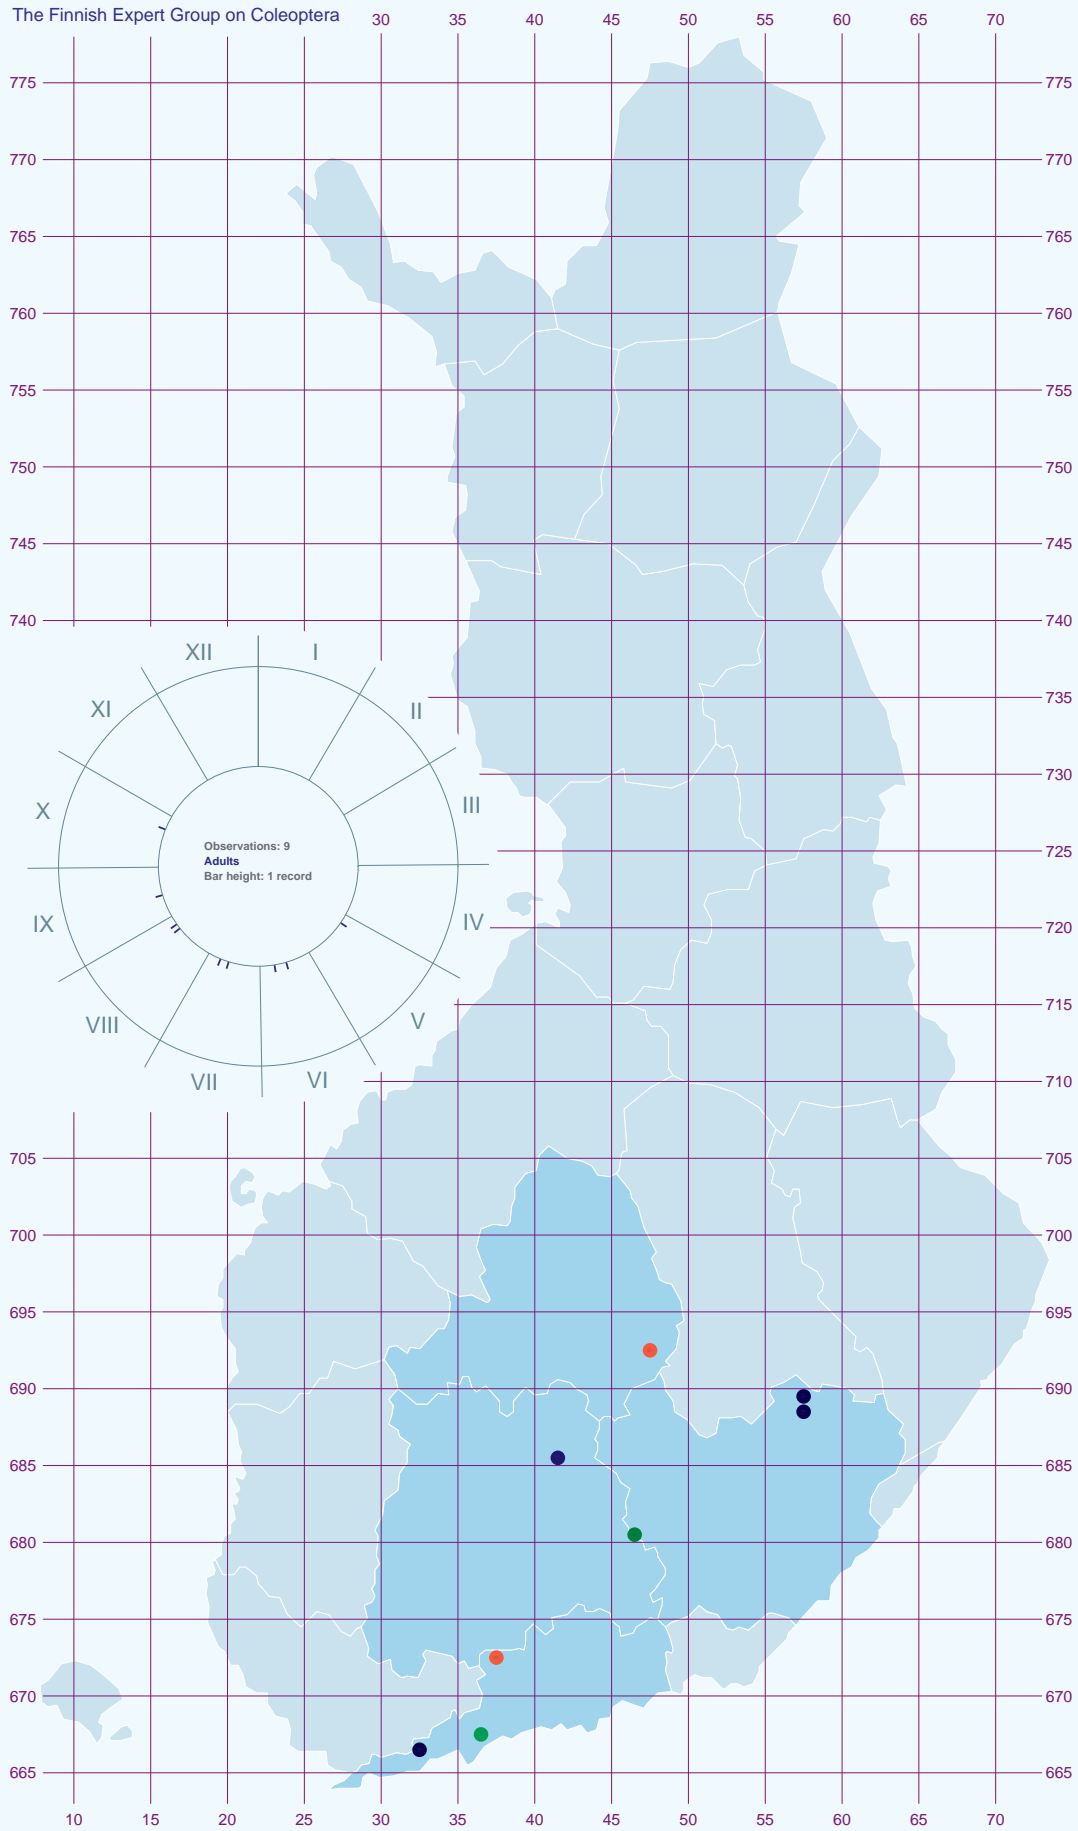 The Finnish Expert Group on Coleoptera 30 35 40 45 50 55 60 65 70
775 775
770 770
765 765
760 760
755 755
750 750
745 745
740 740
XII I
735
XI II
730
X III
Observations: 9
Adults
Bar height: 1 record
725
IX IV 720
VIII V
715
VII VI
710
705 705
700 700
695 695
690 690
685 685
680 680
675 675
670 670
665 665
10 15 20 25 30 35 40 45 50 55 60 65 70